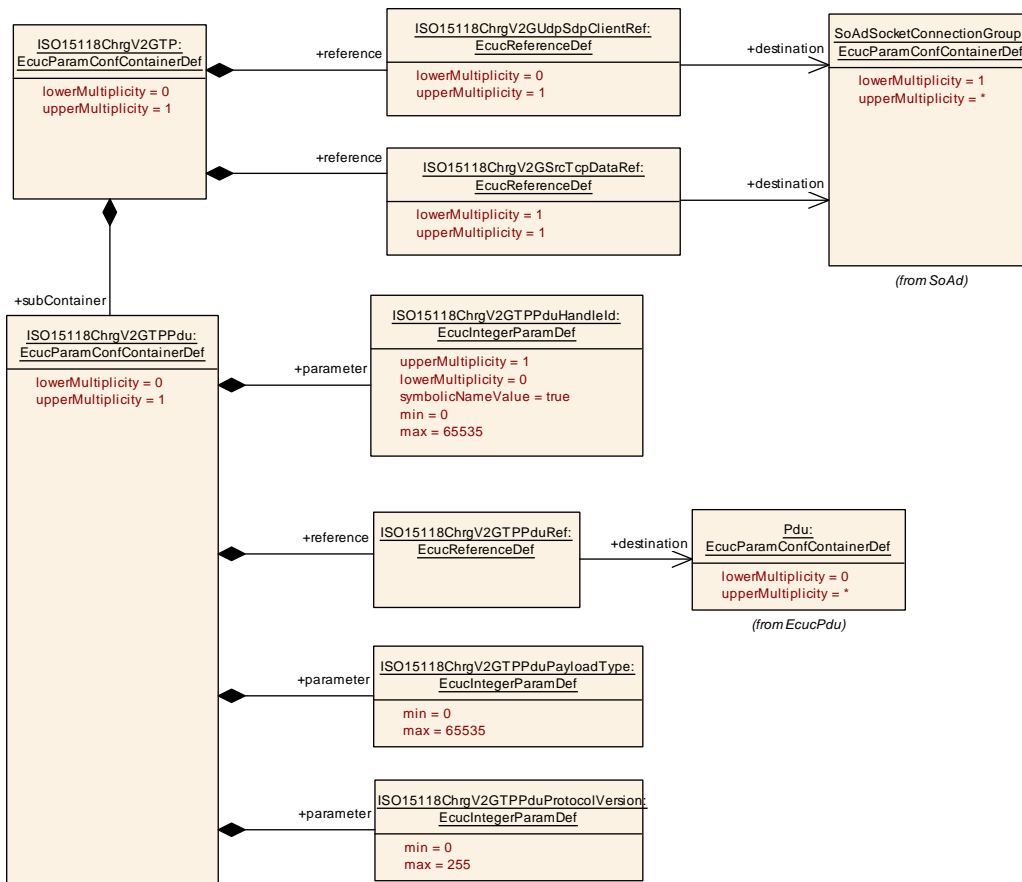 ISO15118ChrgV2GTP:
EcucParamConfContainerDef
lowerMultiplicity = 0
upperMultiplicity = 1
+reference
ISO15118ChrgV2GUdpSdpClientRef:
EcucReferenceDef
lowerMultiplicity = 0
upperMultiplicity = 1
+destination
SoAdSocketConnectionGroup
EcucParamConfContainerDef
lowerMultiplicity = 1
upperMultiplicity = *
(from SoAd)
+reference
ISO15118ChrgV2GSrcTcpDataRef:
EcucReferenceDef
lowerMultiplicity = 1
upperMultiplicity = 1
+destination
+subContainer
ISO15118ChrgV2GTPPdu:
EcucParamConfContainerDef
lowerMultiplicity = 0
upperMultiplicity = 1
+parameter
ISO15118ChrgV2GTPPduHandleId:
EcucIntegerParamDef
upperMultiplicity = 1
lowerMultiplicity = 0
symbolicNameValue = true
min = 0
max = 65535
+reference
ISO15118ChrgV2GTPPduRef:
EcucReferenceDef
+destination
Pdu:
EcucParamConfContainerDef
lowerMultiplicity = 0
upperMultiplicity = *
(from EcucPdu)
+parameter
ISO15118ChrgV2GTPPduPayloadType:
EcucIntegerParamDef
min = 0
max = 65535
+parameter
ISO15118ChrgV2GTPPduProtocolVersion:
EcucIntegerParamDef
min = 0
max = 255